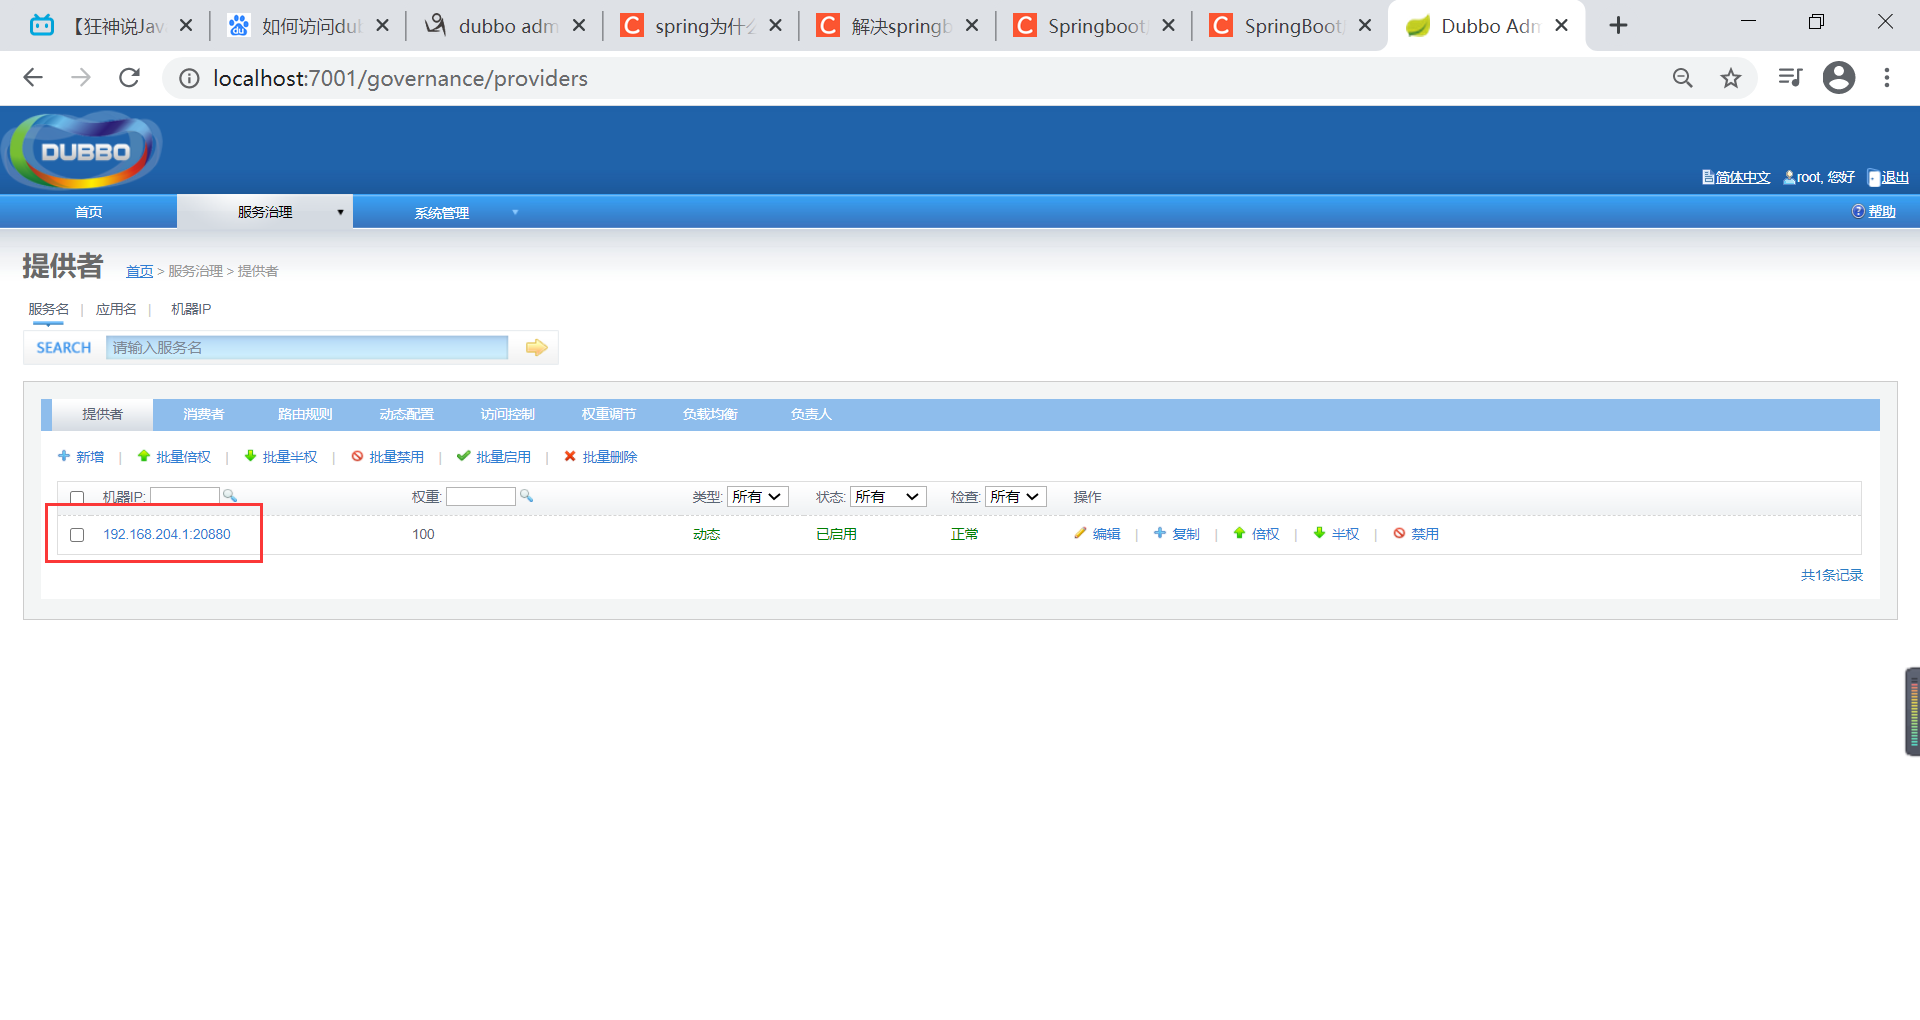 【狂神说Jav
如何访问dub
dubbo adm
spring为什么
解决springb
Springboot
SpringBoot
Dubbo Adm
localhost:7001/governance/providers
DUBBO
简体中文 root, 您好 退出
首页 服务治理 系统管理 帮助
提供者 首页 > 服务治理 > 提供者
服务名 | 应用名 | 机器IP
SEARCH 请输入服务名
提供者 消费者 路由规则 动态配置 访问控制 权重调节 负载均衡 负责人
新增 | 批量倍权 | 批量半权 | 批量禁用 | 批量启用 | 批量删除
机器IP: 权重: 类型: 所有 状态: 所有 检查: 所有 操作
192.168.204.1:20880 100 动态 已启用 正常 编辑 | 复制 | 倍权 | 半权 | 禁用
共1条记录